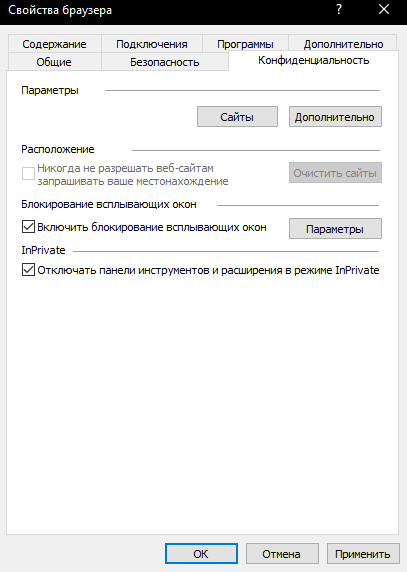 Свойства браузера
Содержание Подключения Программы Дополнительно
Общие Безопасность Конфиденциальность
Параметры
Сайты Дополнительно
Расположение
Никогда не разрешать веб-сайтам
запрашивать ваше местонахождение
Очистить сайты
Блокирование всплывающих окон
Включить блокирование всплывающих окон Параметры
InPrivate
Отключать панели инструментов и расширения в режиме InPrivate
ОК Отмена Применить